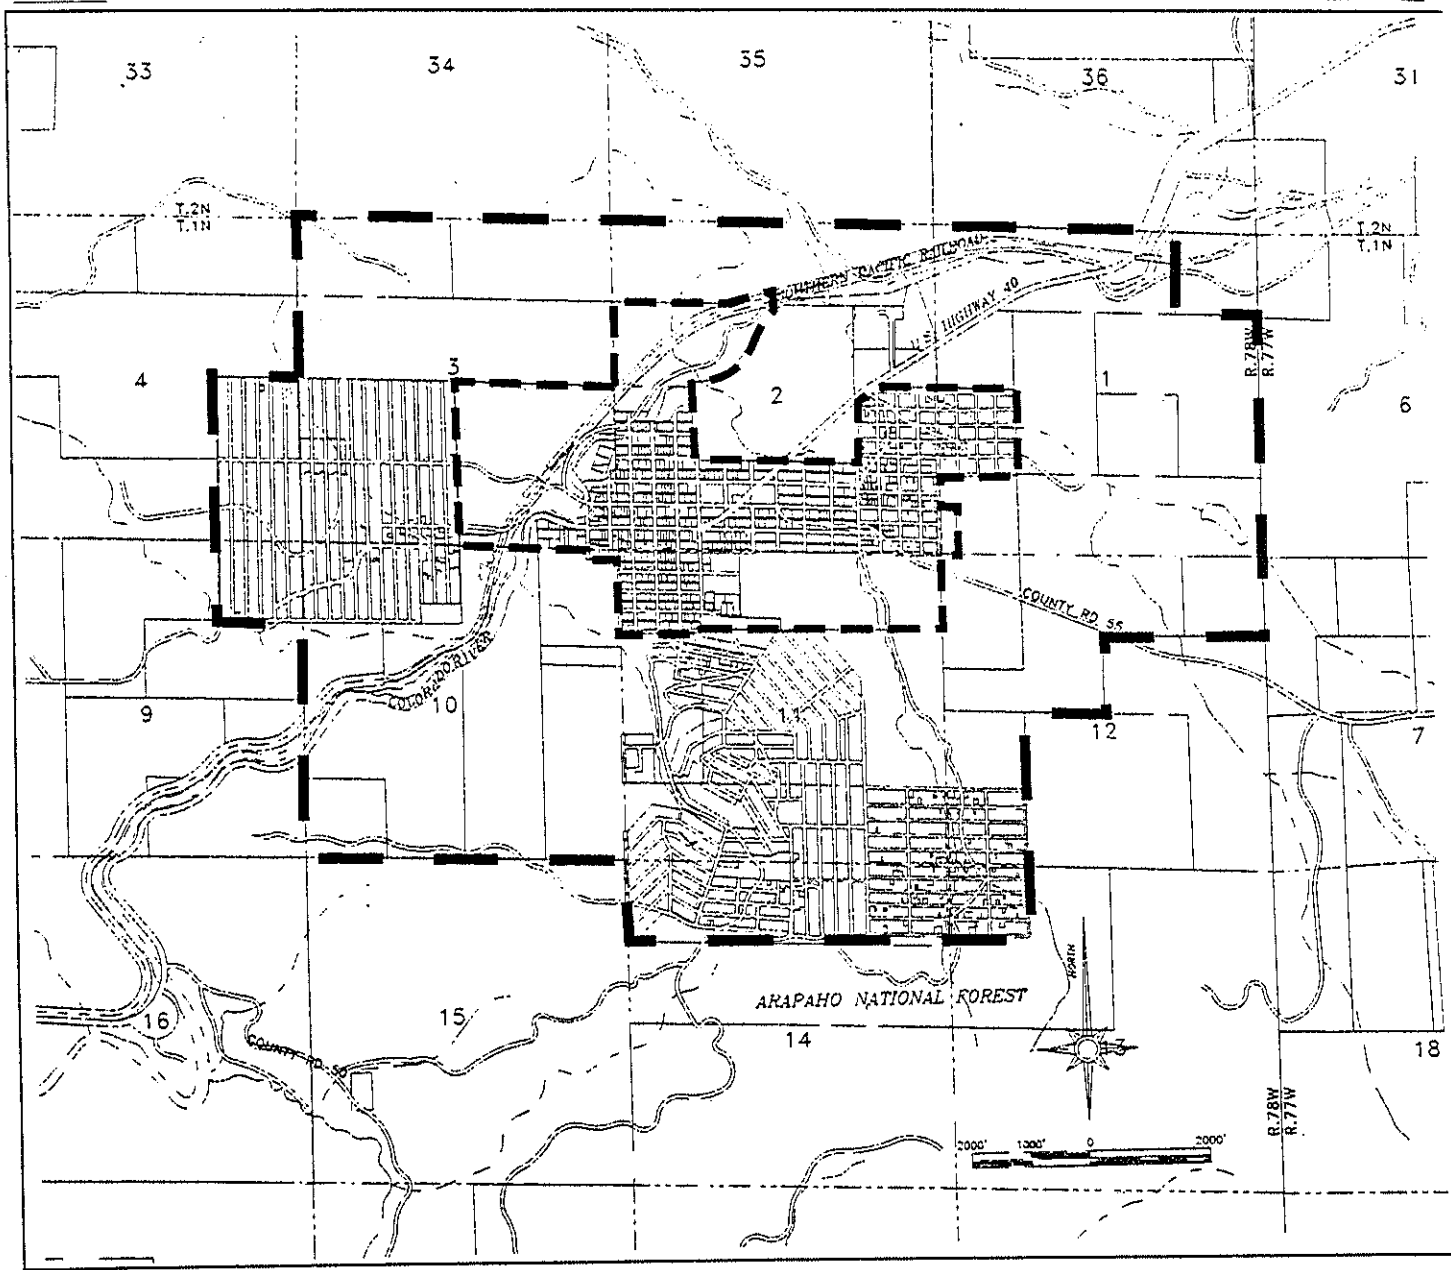 33
34
35
36
31
T.2N
T.1N
T.2N
T.1N
SOUTHERN PACIFIC RAILROAD
U.S. HIGHWAY 40
R.78W
R.77W
4
3
2
1
6
COUNTY RD 55
COLORADO RIVER
9
10
11
12
7
NORTH
ARAPAHO NATIONAL FOREST
16
15
14
13
18
COUNTY RD 50
R.78W
R.77W
2000' 1000' 0 2000'